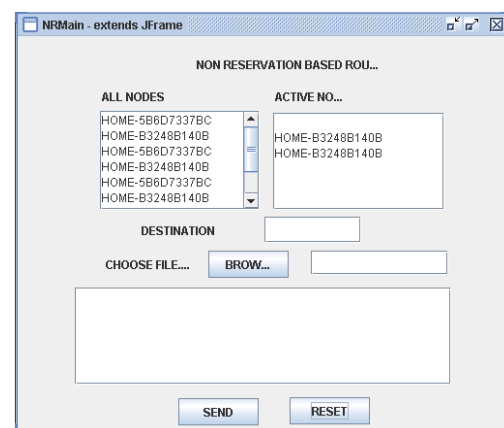 NRMain - extends JFrame
NON RESERVATION BASED ROU...
ALL NODES
ACTIVE NO...
HOME-5B6D7337BC
HOME-B3248B140B
HOME-5B6D7337BC
HOME-B3248B140B
HOME-5B6D7337BC
HOME-B3248B140B
HOME-B3248B140B
HOME-B3248B140B
DESTINATION
CHOOSE FILE.... BROW...
SEND RESET